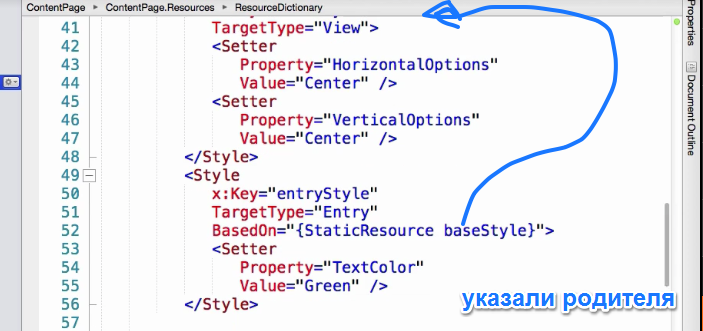 ContentPage ▸ ContentPage.Resources ▸ ResourceDictionary
41 TargetType="View">
42 <Setter
43 Property="HorizontalOptions"
44 Value="Center" />
45 <Setter
46 Property="VerticalOptions"
47 Value="Center" />
48 </Style>
49 <Style
50 x:Key="entryStyle"
51 TargetType="Entry"
52 BasedOn="{StaticResource baseStyle}">
53 <Setter
54 Property="TextColor"
55 Value="Green" />
56 </Style>
57
указали родителя
Properties
Document Outline